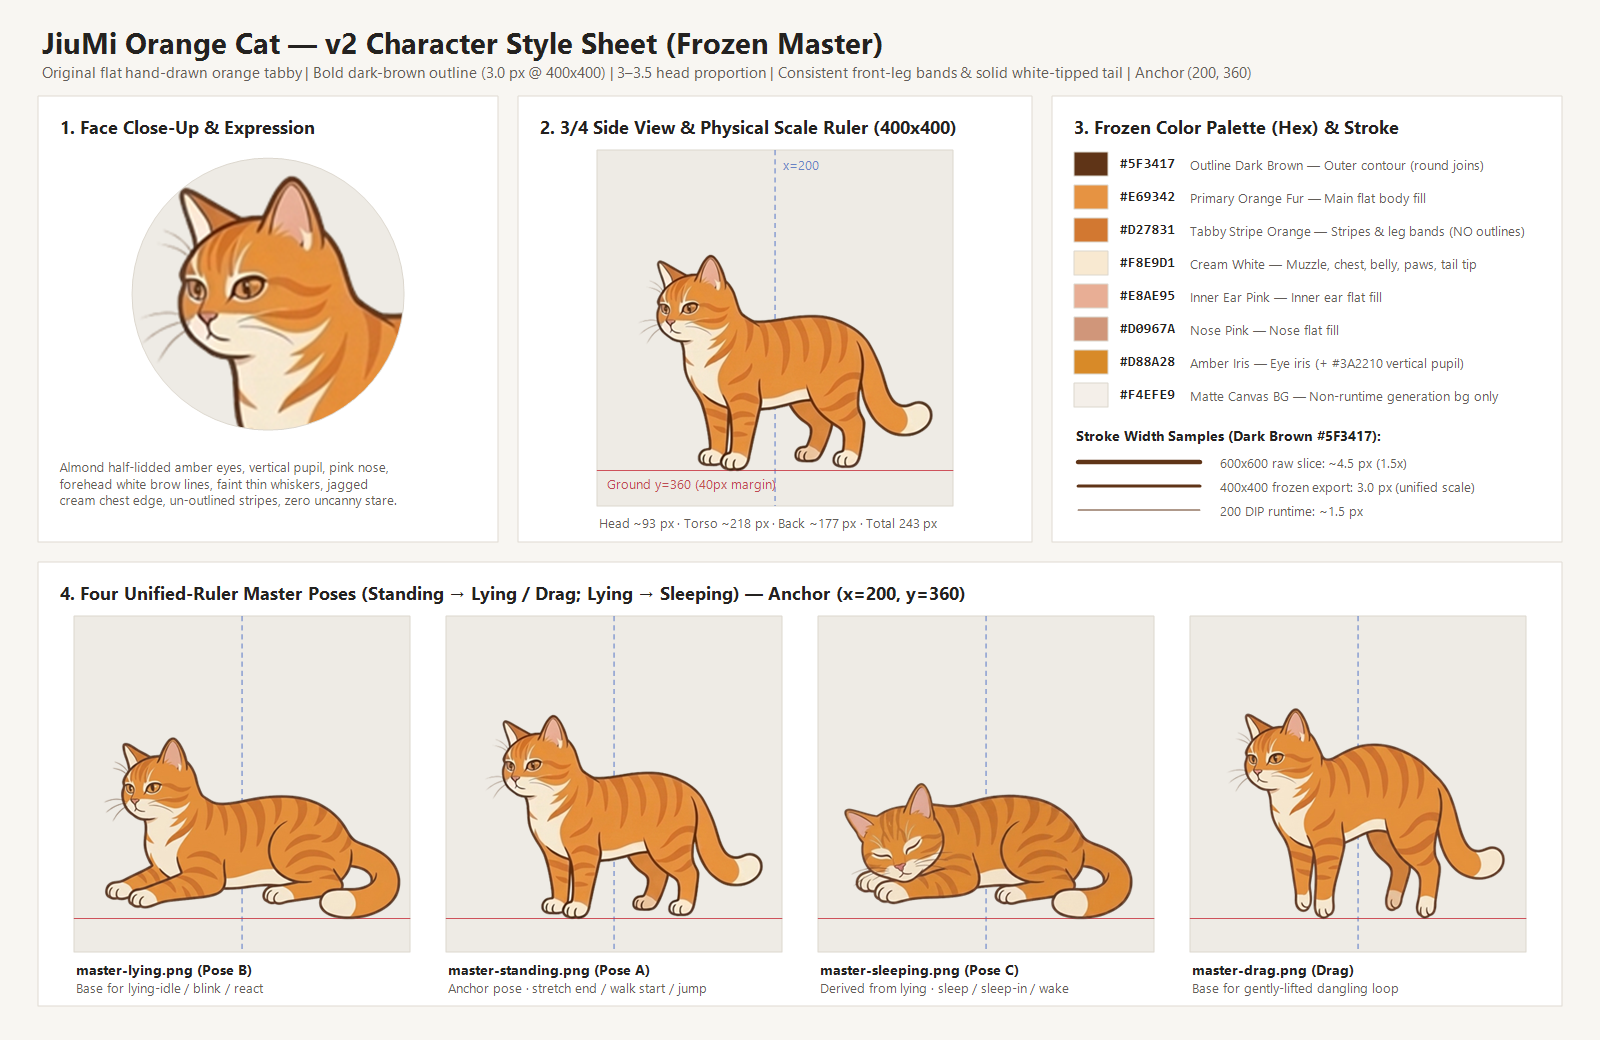 JiuMi Orange Cat — v2 Character Style Sheet (Frozen Master)
Original flat hand-drawn orange tabby | Bold dark-brown outline (3.0 px @ 400x400) | 3–3.5 head proportion | Consistent front-leg bands & solid white-tipped tail | Anchor (200, 360)
1. Face Close-Up & Expression
Almond half-lidded amber eyes, vertical pupil, pink nose,
forehead white brow lines, faint thin whiskers, jagged
cream chest edge, un-outlined stripes, zero uncanny stare.
2. 3/4 Side View & Physical Scale Ruler (400x400)
x=200
Ground y=360 (40px margin)
Head ~93 px · Torso ~218 px · Back ~177 px · Total 243 px
3. Frozen Color Palette (Hex) & Stroke
#5F3417 Outline Dark Brown — Outer contour (round joins)
#E69342 Primary Orange Fur — Main flat body fill
#D27831 Tabby Stripe Orange — Stripes & leg bands (NO outlines)
#F8E9D1 Cream White — Muzzle, chest, belly, paws, tail tip
#E8AE95 Inner Ear Pink — Inner ear flat fill
#D0967A Nose Pink — Nose flat fill
#D88A28 Amber Iris — Eye iris (+ #3A2210 vertical pupil)
#F4EFE9 Matte Canvas BG — Non-runtime generation bg only
Stroke Width Samples (Dark Brown #5F3417):
600x600 raw slice: ~4.5 px (1.5x)
400x400 frozen export: 3.0 px (unified scale)
200 DIP runtime: ~1.5 px
4. Four Unified-Ruler Master Poses (Standing → Lying / Drag; Lying → Sleeping) — Anchor (x=200, y=360)
master-lying.png (Pose B)
Base for lying-idle / blink / react
master-standing.png (Pose A)
Anchor pose · stretch end / walk start / jump
master-sleeping.png (Pose C)
Derived from lying · sleep / sleep-in / wake
master-drag.png (Drag)
Base for gently-lifted dangling loop